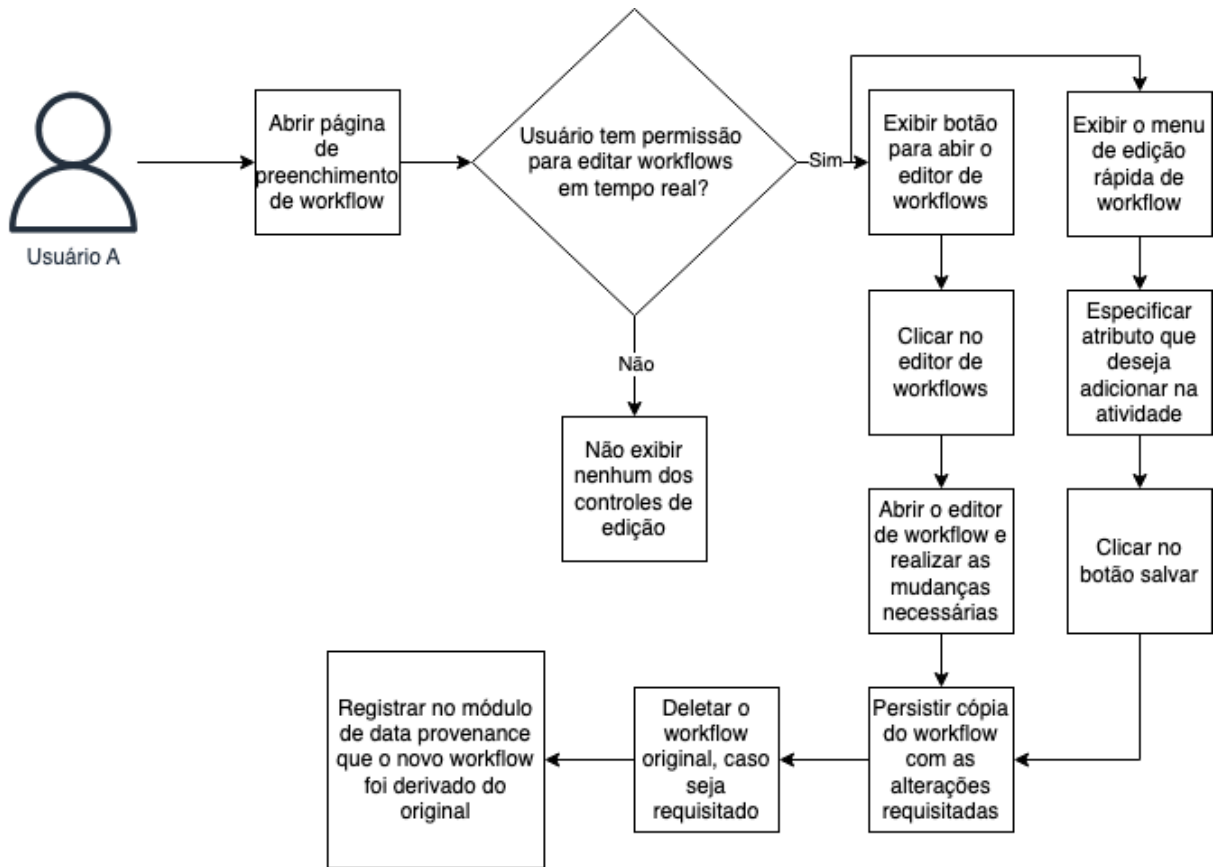 Usuário A
Abrir página
de
preenchimento
de workflow
Usuário tem permissão
para editar workflows
em tempo real?
Sim
Não
Não exibir
nenhum dos
controles de
edição
Exibir botão
para abir o
editor de
workflows
Exibir o menu
de edição
rápida de
workflow
Clicar no
editor de
workflows
Especificar
atributo que
deseja
adicionar na
atividade
Abrir o editor
de workflow e
realizar as
mudanças
necessárias
Clicar no
botão salvar
Persistir cópia
do workflow
com as
alterações
requisitadas
Deletar o
workflow
original, caso
seja
requisitado
Registrar no módulo
de data provenance
que o novo workflow
foi derivado do
original